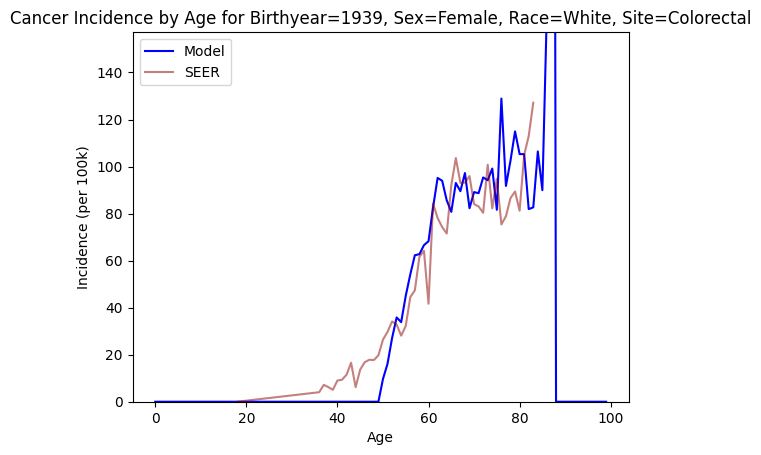 Cancer Incidence by Age for Birthyear=1939, Sex=Female, Race=White, Site=Colorectal
Model
SEER
140
120
100
80
60
40
20
0
Incidence (per 100k)
0 20 40 60 80 100
Age